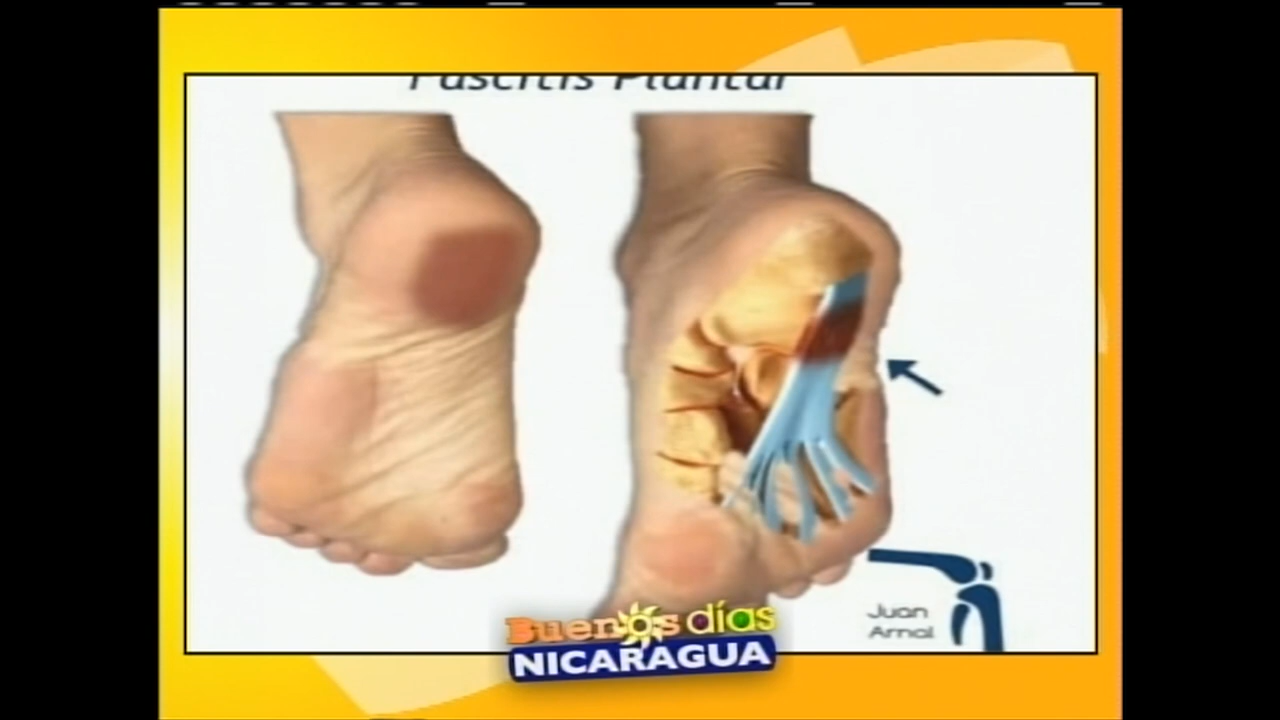 Fascitis Plantar
Juan
Arnal
Buenos días
NICARAGUA